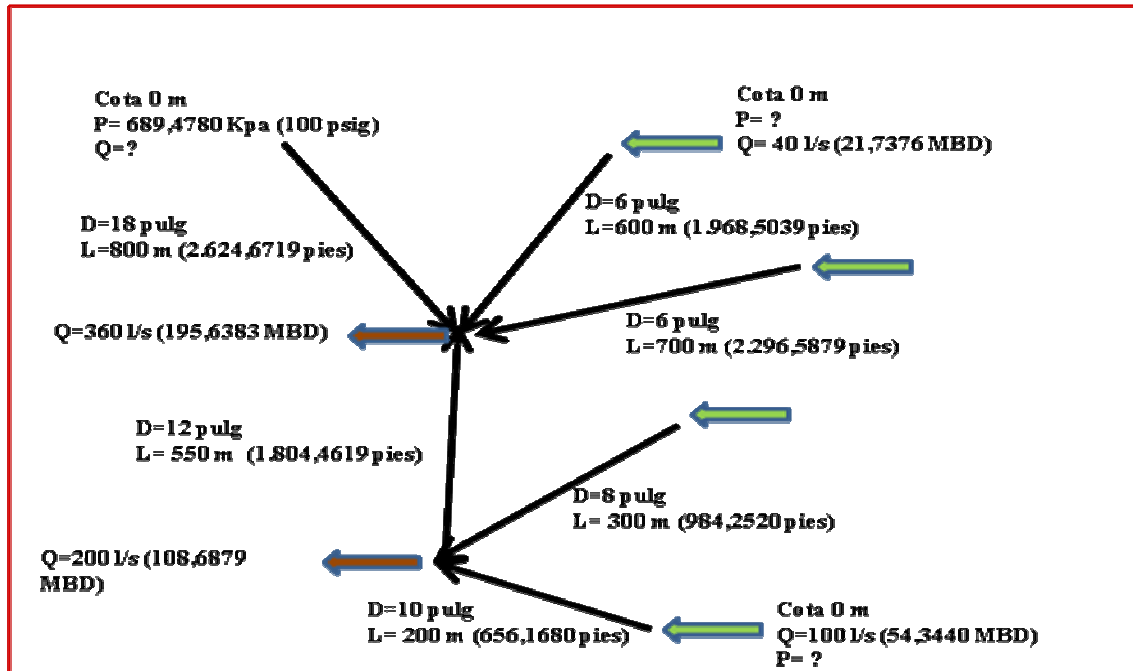 Cota 0 m
P= 689,4780 Kpa (100 psig)
Q=?
Cota 0 m
P= ?
Q= 40 l/s (21,7376 MBD)
D=6 pulg
L=600 m (1.968,5039 pies)
D=18 pulg
L=800 m (2.624,6719 pies)
Q=360 l/s (195,6383 MBD)
D=6 pulg
L=700 m (2.296,5879 pies)
D=12 pulg
L= 550 m (1.804,4619 pies)
D=8 pulg
L= 300 m (984,2520 pies)
Q=200 l/s (108,6879
MBD)
D=10 pulg
L= 200 m (656,1680 pies)
Cota 0 m
Q=100 l/s (54,3440 MBD)
P= ?